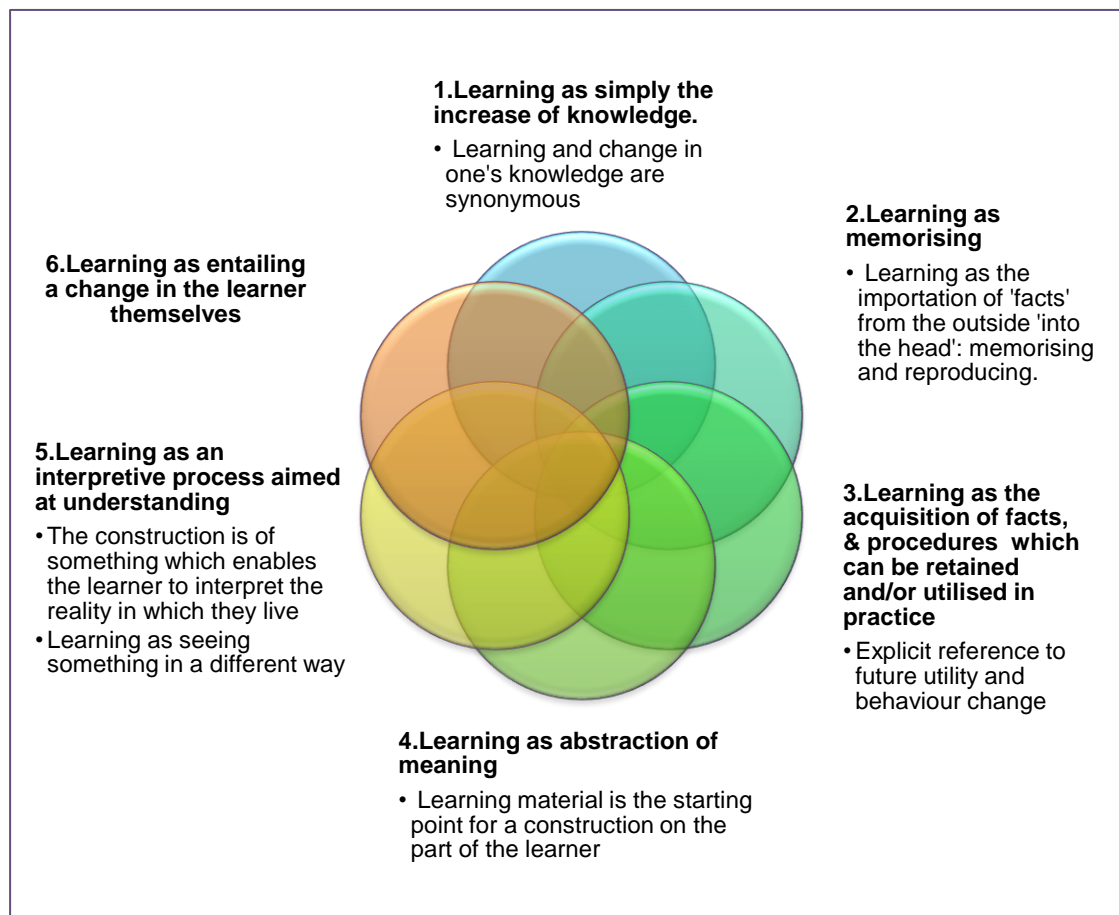 1.Learning as simply the
increase of knowledge.
• Learning and change in
one's knowledge are
synonymous
2.Learning as
memorising
• Learning as the
importation of 'facts'
from the outside 'into
the head': memorising
and reproducing.
3.Learning as the
acquisition of facts,
& procedures which
can be retained
and/or utilised in
practice
• Explicit reference to
future utility and
behaviour change
4.Learning as abstraction of
meaning
• Learning material is the starting
point for a construction on the
part of the learner
5.Learning as an
interpretive process aimed
at understanding
• The construction is of
something which enables
the learner to interpret the
reality in which they live
• Learning as seeing
something in a different way
6.Learning as entailing
a change in the learner
themselves